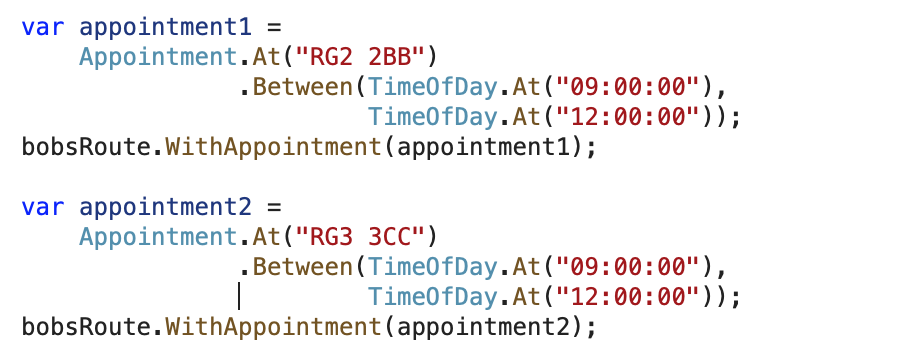 var appointment1 =
    Appointment.At("RG2 2BB")
               .Between(TimeOfDay.At("09:00:00"),
                        TimeOfDay.At("12:00:00"));
bobsRoute.WithAppointment(appointment1);

var appointment2 =
    Appointment.At("RG3 3CC")
               .Between(TimeOfDay.At("09:00:00"),
                        TimeOfDay.At("12:00:00"));
bobsRoute.WithAppointment(appointment2);